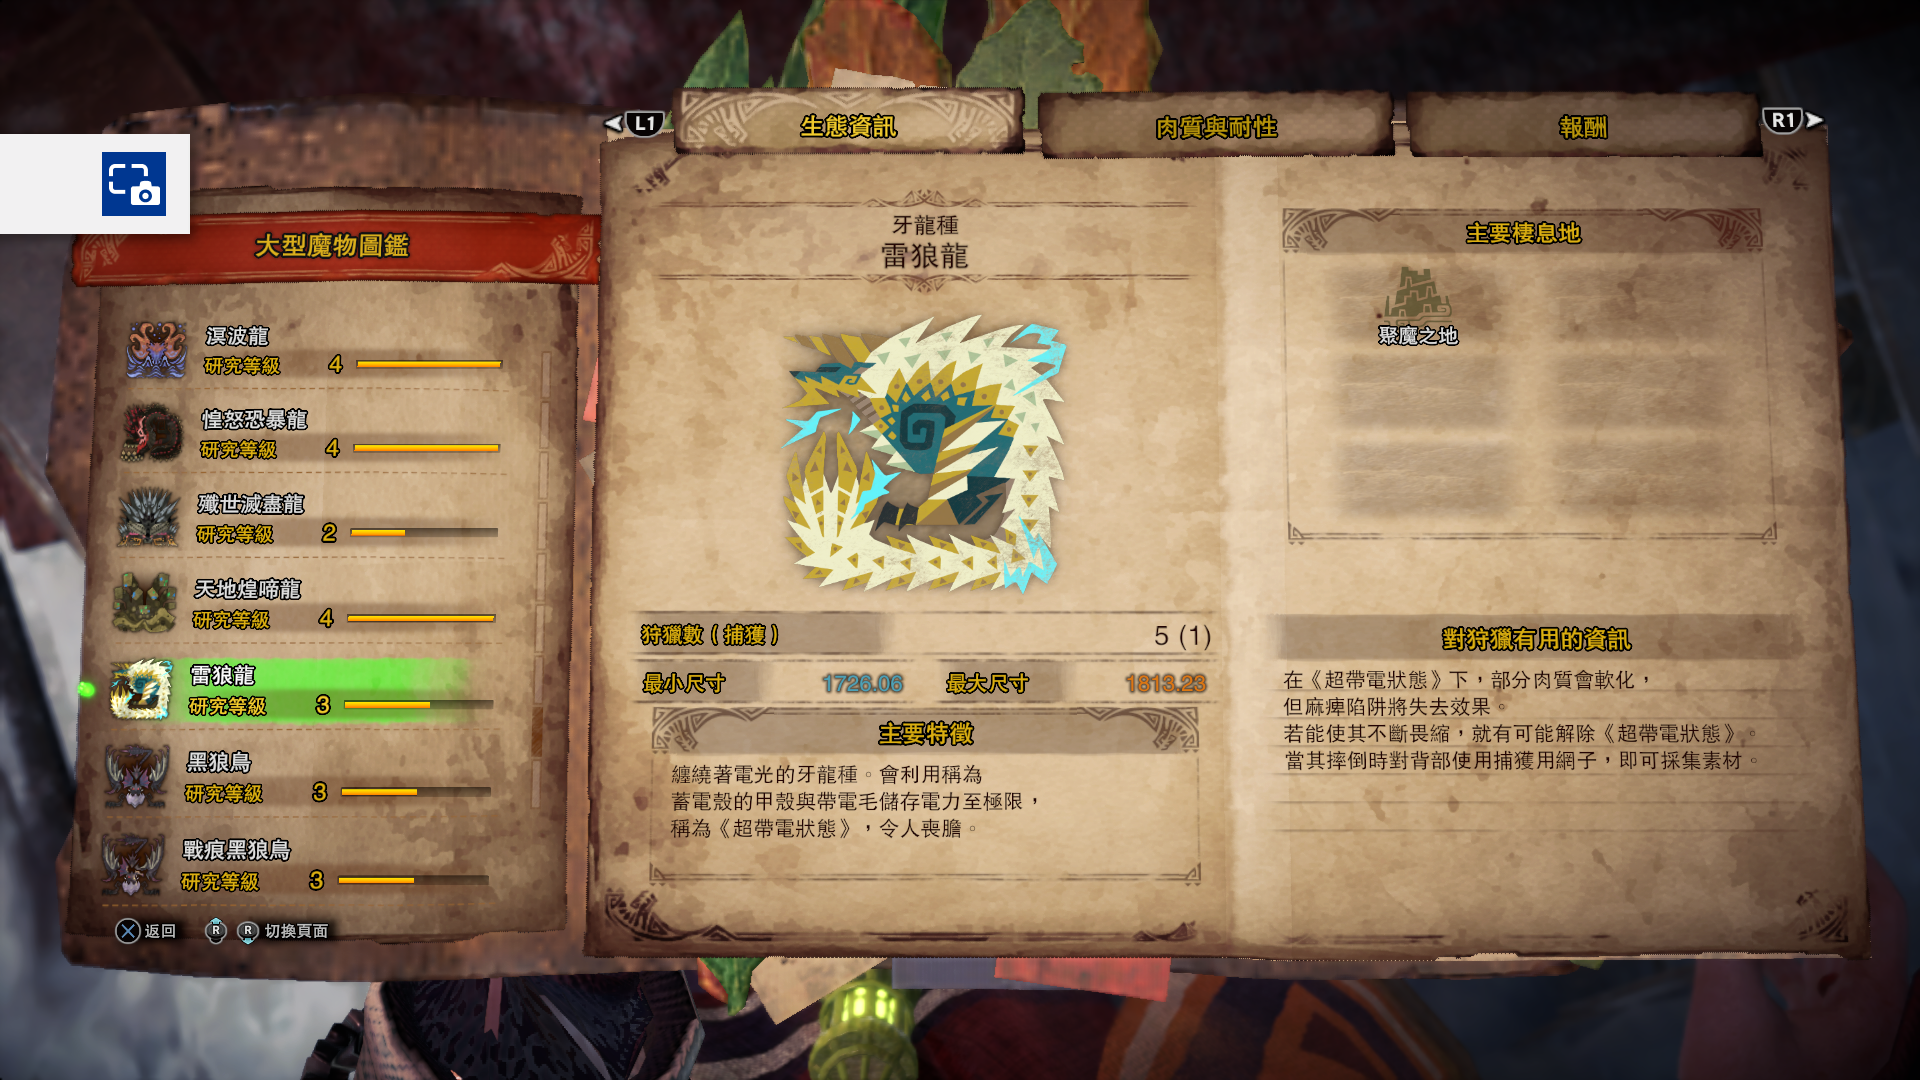 L1
生態資訊
肉質與耐性
報酬
R1
大型魔物圖鑑
溟波龍
研究等級 4
惶怒恐暴龍
研究等級 4
殲世滅盡龍
研究等級 2
天地煌啼龍
研究等級 4
雷狼龍
研究等級 3
黑狼鳥
研究等級 3
戰痕黑狼鳥
研究等級 3
返回
R
R
切換頁面
牙龍種
雷狼龍
狩獵數（捕獲） 5 (1)
最小尺寸 1726.06 最大尺寸 1813.23
主要特徵
纏繞著電光的牙龍種。會利用稱為
蓄電殼的甲殼與帶電毛儲存電力至極限，
稱為《超帶電狀態》，令人喪膽。
主要棲息地
聚魔之地
對狩獵有用的資訊
在《超帶電狀態》下，部分肉質會軟化，
但麻痺陷阱將失去效果。
若能使其不斷畏縮，就有可能解除《超帶電狀態》。
當其摔倒時對背部使用捕獲用網子，即可採集素材。